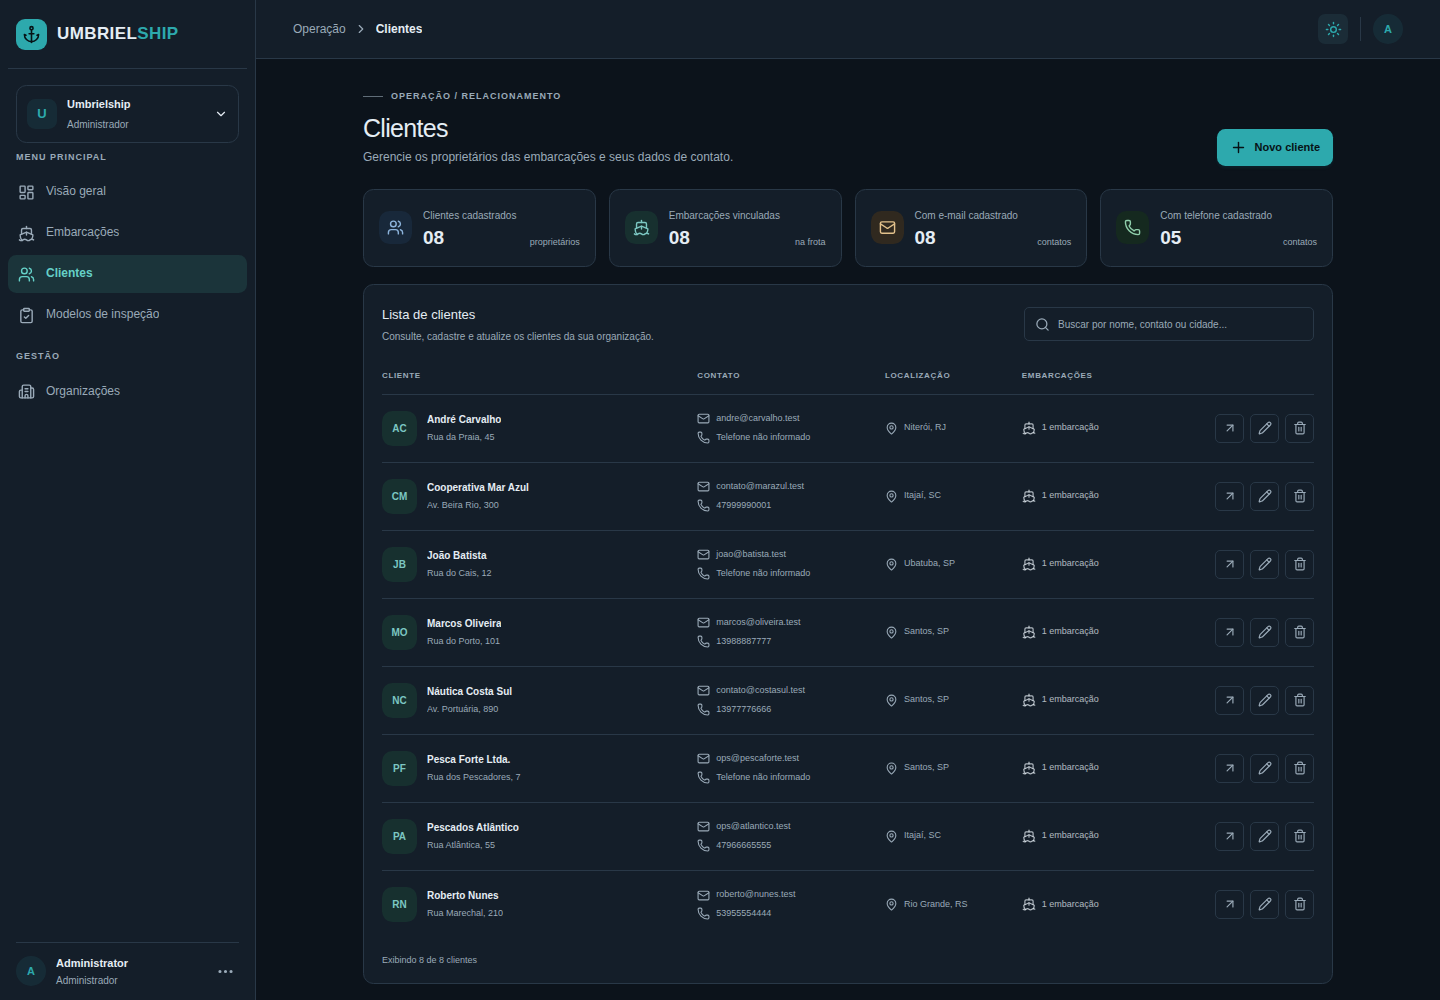 UMBRIELSHIP
U
Umbrielship
Administrador
MENU PRINCIPAL
Visão geral
Embarcações
Clientes
Modelos de inspeção
GESTÃO
Organizações
A
Administrator
Administrador
Operação
Clientes
A
OPERAÇÃO / RELACIONAMENTO
Clientes
Gerencie os proprietários das embarcações e seus dados de contato.
Novo cliente
Clientes cadastrados
08 proprietários
Embarcações vinculadas
08 na frota
Com e-mail cadastrado
08 contatos
Com telefone cadastrado
05 contatos
Lista de clientes
Consulte, cadastre e atualize os clientes da sua organização.
Buscar por nome, contato ou cidade...
CLIENTE CONTATO LOCALIZAÇÃO EMBARCAÇÕES
AC
André Carvalho
Rua da Praia, 45
andre@carvalho.test
Telefone não informado
Niterói, RJ
1 embarcação
CM
Cooperativa Mar Azul
Av. Beira Rio, 300
contato@marazul.test
47999990001
Itajaí, SC
1 embarcação
JB
João Batista
Rua do Cais, 12
joao@batista.test
Telefone não informado
Ubatuba, SP
1 embarcação
MO
Marcos Oliveira
Rua do Porto, 101
marcos@oliveira.test
13988887777
Santos, SP
1 embarcação
NC
Náutica Costa Sul
Av. Portuária, 890
contato@costasul.test
13977776666
Santos, SP
1 embarcação
PF
Pesca Forte Ltda.
Rua dos Pescadores, 7
ops@pescaforte.test
Telefone não informado
Santos, SP
1 embarcação
PA
Pescados Atlântico
Rua Atlântica, 55
ops@atlantico.test
47966665555
Itajaí, SC
1 embarcação
RN
Roberto Nunes
Rua Marechal, 210
roberto@nunes.test
53955554444
Rio Grande, RS
1 embarcação
Exibindo 8 de 8 clientes